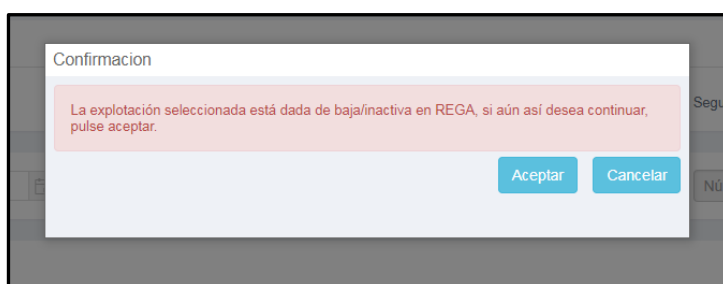 Confirmacion
La explotación seleccionada está dada de baja/inactiva en REGA, si aún así desea continuar,
pulse aceptar.
Segu
Aceptar Cancelar
Nú